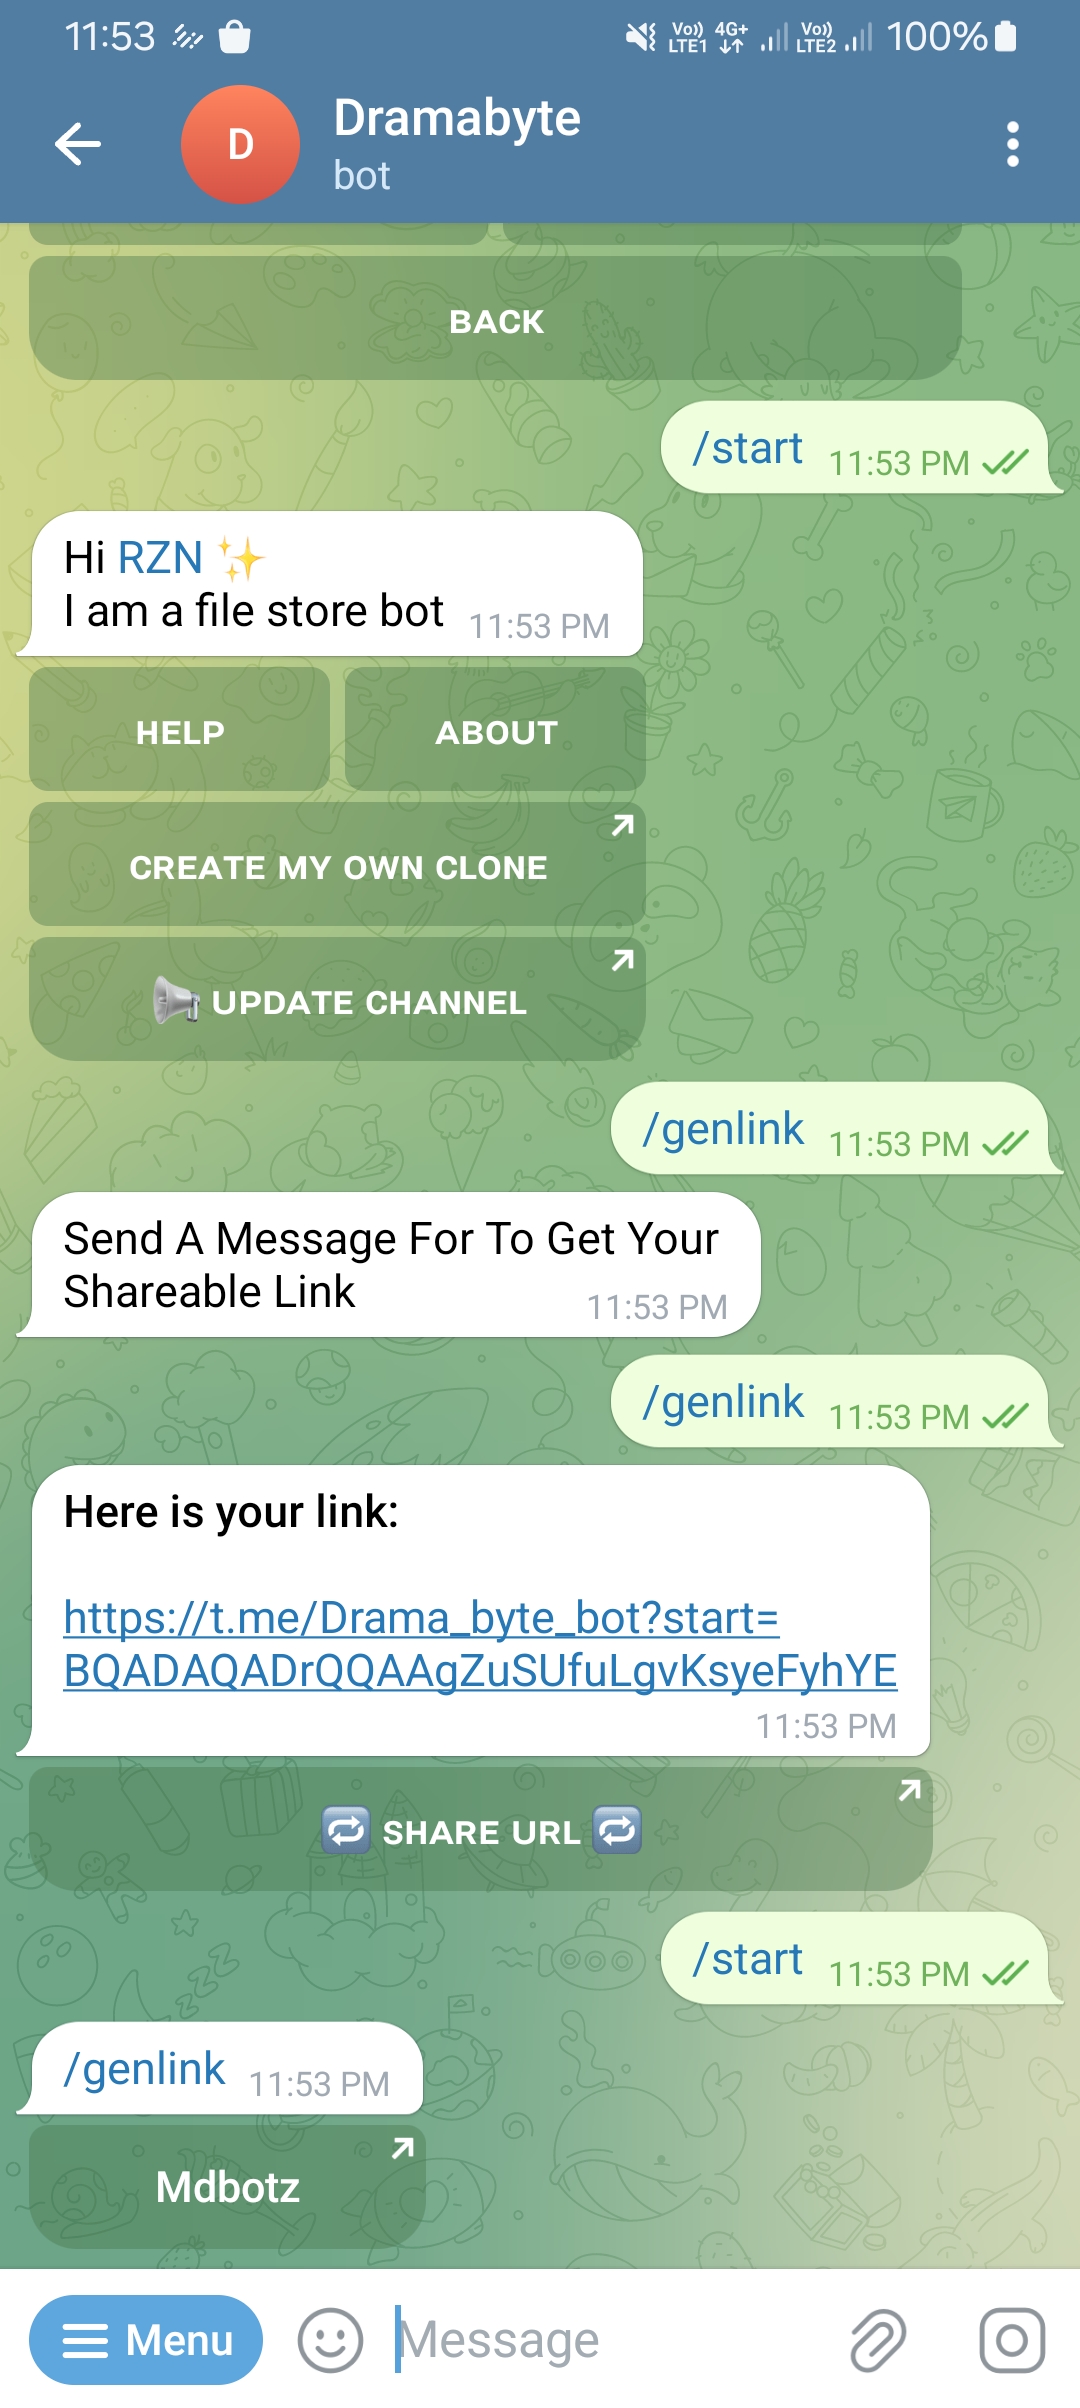 11:53 Vo)) LTE1 4G+ Vo)) LTE2 100%
D
Dramabyte
bot
BACK
/start 11:53 PM
Hi RZN ✨
I am a file store bot 11:53 PM
HELP ABOUT
CREATE MY OWN CLONE
📢 UPDATE CHANNEL
/genlink 11:53 PM
Send A Message For To Get Your
Shareable Link 11:53 PM
/genlink 11:53 PM
Here is your link:
https://t.me/Drama_byte_bot?start=
BQADAQADrQQAAgZuSUfuLgvKsyeFyhYE
11:53 PM
🔁 SHARE URL 🔁
/start 11:53 PM
/genlink 11:53 PM
Mdbotz
Menu Message